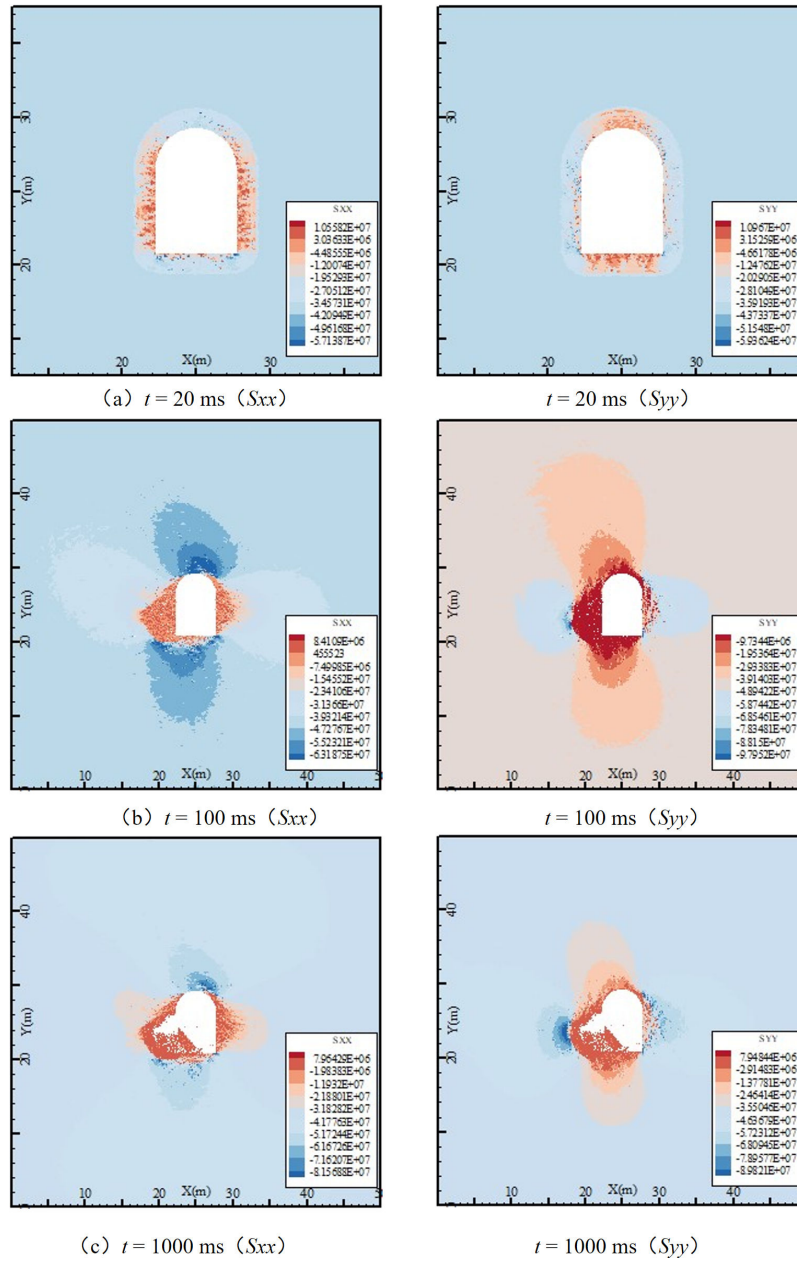 30
Y(m)
20
20
X(m)
30
SXX
1.05582E+07
3.03633E+06
-4.48555E+06
-1.20074E+07
-1.95293E+07
-2.70512E+07
-3.45731E+07
-4.20949E+07
-4.96168E+07
-5.71387E+07
30
Y(m)
20
20
X(m)
30
SYY
1.0967E+07
3.15259E+06
-4.66178E+06
-1.24762E+07
-2.02905E+07
-2.81049E+07
-3.59193E+07
-4.37337E+07
-5.1548E+07
-5.93624E+07
（a）t = 20 ms（Sxx）
t = 20 ms（Syy）
40
Y(m)
20
10
20
X(m)
30
SXX
8.4109E+06
455523
-7.49985E+06
-1.54552E+07
-2.34106E+07
-3.1366E+07
-3.93214E+07
-4.72767E+07
-5.52321E+07
-6.31875E+07
40
Y(m)
20
10
20
X(m)
30
40
SYY
-9.7344E+06
-1.95364E+07
-2.93383E+07
-3.91403E+07
-4.89422E+07
-5.87442E+07
-6.85461E+07
-7.83481E+07
-8.815E+07
-9.7952E+07
（b）t = 100 ms（Sxx）
t = 100 ms（Syy）
40
Y(m)
20
10
20
X(m)
30
SXX
7.96429E+06
-1.98383E+06
-1.1932E+07
-2.18801E+07
-3.18282E+07
-4.17763E+07
-5.17244E+07
-6.16726E+07
-7.16207E+07
-8.15688E+07
40
Y(m)
20
10
20
X(m)
30
40
SYY
7.94844E+06
-2.91483E+06
-1.37781E+07
-2.46414E+07
-3.55046E+07
-4.63679E+07
-5.72312E+07
-6.80945E+07
-7.89577E+07
-8.9821E+07
（c）t = 1000 ms（Sxx）
t = 1000 ms（Syy）